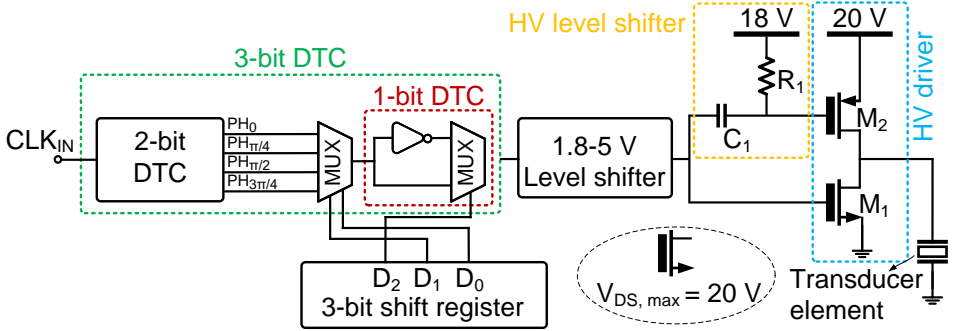 HV level shifter
18 V
20 V
3-bit DTC
1-bit DTC
R1
HV driver
CLKIN
2-bit
DTC
PH0
PHπ/4
PHπ/2
PH3π/4
MUX
MUX
1.8-5 V
Level shifter
C1
M2
M1
D2 D1 D0
3-bit shift register
VDS, max = 20 V
Transducer
element